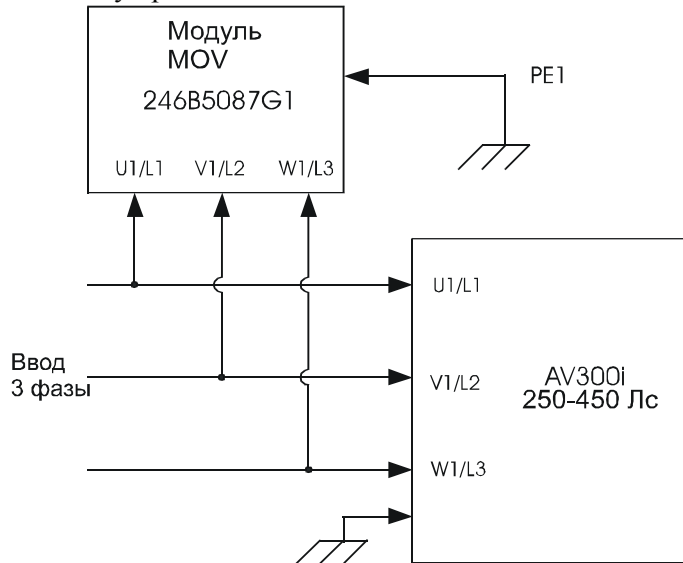 Модуль
MOV
246B5087G1
PE1
U1/L1 V1/L2 W1/L3
U1/L1
Ввод
3 фазы
V1/L2
AV300i
250-450 Лс
W1/L3